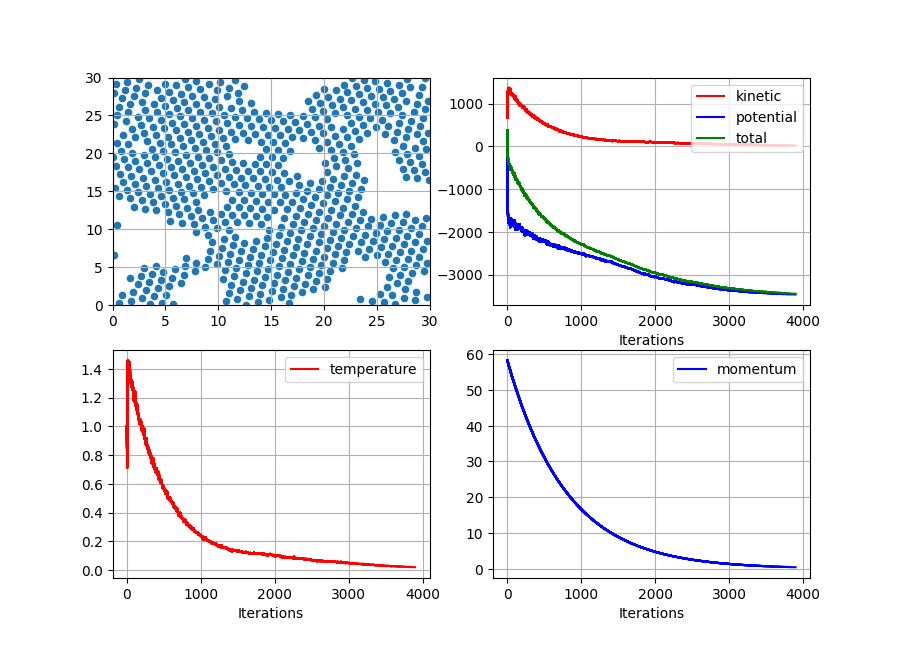 30
25
20
15
10
5
0
0 5 10 15 20 25 30
kinetic
potential
total
1000
0
−1000
−2000
−3000
0 1000 2000 3000 4000
Iterations
temperature
1.4
1.2
1.0
0.8
0.6
0.4
0.2
0.0
0 1000 2000 3000 4000
Iterations
momentum
60
50
40
30
20
10
0
0 1000 2000 3000 4000
Iterations